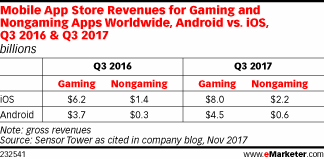 Mobile App Store Revenues for Gaming and
Nongaming Apps Worldwide, Android vs. iOS,
Q3 2016 & Q3 2017
billions
Q3 2016 Q3 2017
Gaming Nongaming Gaming Nongaming
iOS $6.2 $1.4 $8.0 $2.2
Android $3.7 $0.3 $4.5 $0.6
Note: gross revenues
Source: Sensor Tower as cited in company blog, Nov 2017
232541 www.eMarketer.com